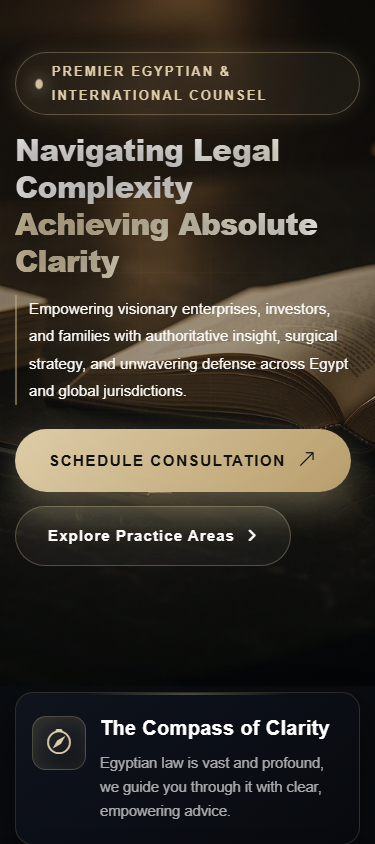 PREMIER EGYPTIAN &
INTERNATIONAL COUNSEL
Navigating Legal
Complexity
Achieving Absolute
Clarity
Empowering visionary enterprises, investors,
and families with authoritative insight, surgical
strategy, and unwavering defense across Egypt
and global jurisdictions.
SCHEDULE CONSULTATION
Explore Practice Areas
The Compass of Clarity
Egyptian law is vast and profound,
we guide you through it with clear,
empowering advice.